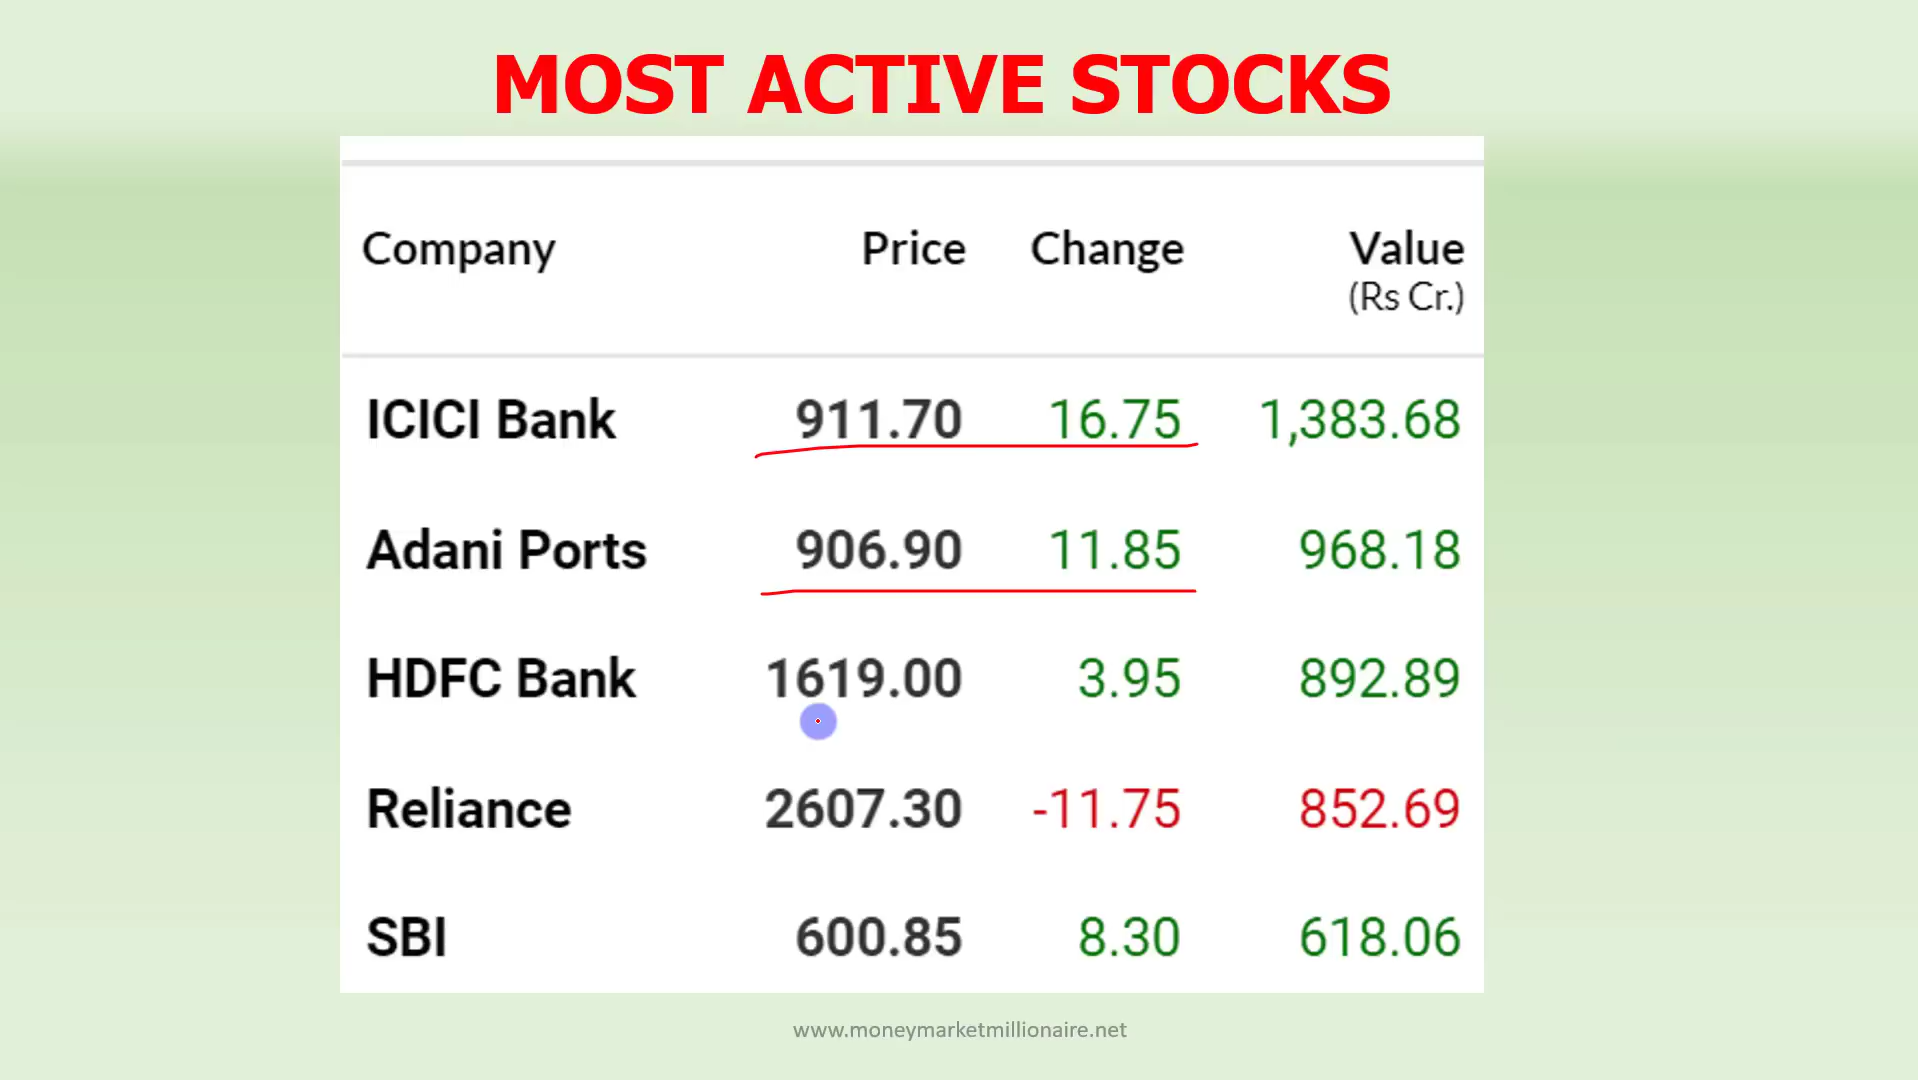 MOST ACTIVE STOCKS
Company Price Change Value
(Rs Cr.)
ICICI Bank 911.70 16.75 1,383.68
Adani Ports 906.90 11.85 968.18
HDFC Bank 1619.00 3.95 892.89
Reliance 2607.30 -11.75 852.69
SBI 600.85 8.30 618.06
www.moneymarketmillionaire.net